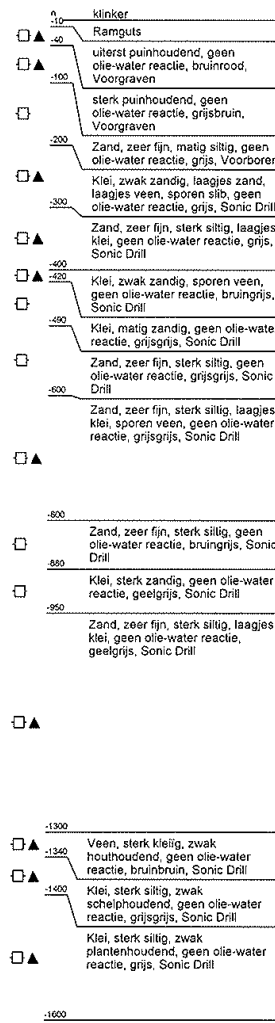 0
klinker
-10
Ramguts
-40
uiterst puinhoudend, geen
olie-water reactie, bruinrood,
Voorgraven
-100
sterk puinhoudend, geen
olie-water reactie, grijsbruin,
Voorgraven
-200
Zand, zeer fijn, matig siltig, geen
olie-water reactie, grijs, Voorboren
Klei, zwak zandig, laagjes zand,
laagjes veen, sporen slib, geen
olie-water reactie, grijs, Sonic Drill
-300
Zand, zeer fijn, sterk siltig, laagjes
klei, geen olie-water reactie, grijs,
Sonic Drill
-400
-420
Klei, zwak zandig, sporen veen,
geen olie-water reactie, bruingrijs,
Sonic Drill
-490
Klei, matig zandig, geen olie-water
reactie, grijsgrijs, Sonic Drill
Zand, zeer fijn, sterk siltig, geen
olie-water reactie, grijsgrijs, Sonic
Drill
-600
Zand, zeer fijn, sterk siltig, laagjes
klei, sporen veen, geen olie-water
reactie, grijsgrijs, Sonic Drill
-800
Zand, zeer fijn, sterk siltig, geen
olie-water reactie, bruingrijs, Sonic
Drill
-880
Klei, sterk zandig, geen olie-water
reactie, geelgrijs, Sonic Drill
-950
Zand, zeer fijn, sterk siltig, laagjes
klei, geen olie-water reactie,
geelgrijs, Sonic Drill
-1300
Veen, sterk kleiïg, zwak
houthoudend, geen olie-water
reactie, bruinbruin, Sonic Drill
-1340
Klei, sterk siltig, zwak
schelphoudend, geen olie-water
reactie, grijsgrijs, Sonic Drill
-1400
Klei, sterk siltig, zwak
plantenhoudend, geen olie-water
reactie, grijs, Sonic Drill
-1600